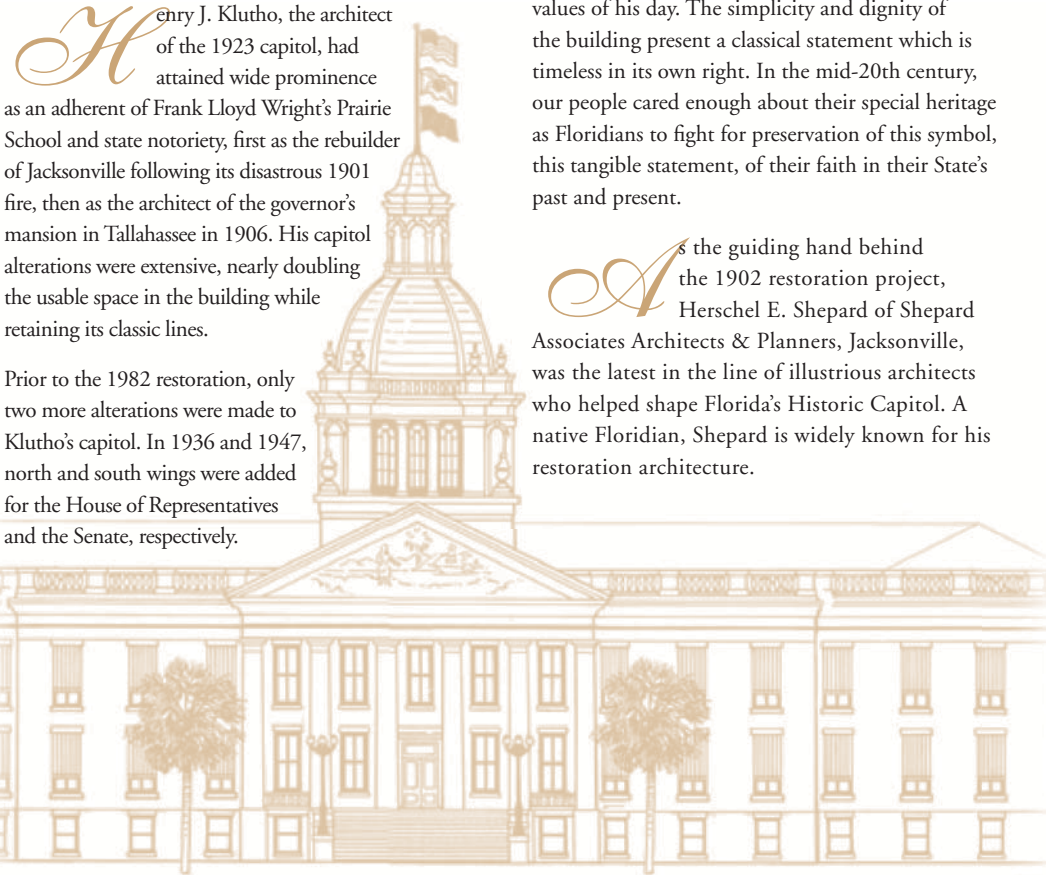 Henry J. Klutho, the architect
of the 1923 capitol, had
attained wide prominence
as an adherent of Frank Lloyd Wright's Prairie
School and state notoriety, first as the rebuilder
of Jacksonville following its disastrous 1901
fire, then as the architect of the governor's
mansion in Tallahassee in 1906. His capitol
alterations were extensive, nearly doubling
the usable space in the building while
retaining its classic lines.
Prior to the 1982 restoration, only
two more alterations were made to
Klutho's capitol. In 1936 and 1947,
north and south wings were added
for the House of Representatives
and the Senate, respectively.
values of his day. The simplicity and dignity of
the building present a classical statement which is
timeless in its own right. In the mid-20th century,
our people cared enough about their special heritage
as Floridians to fight for preservation of this symbol,
this tangible statement, of their faith in their State's
past and present.
As the guiding hand behind
the 1902 restoration project,
Herschel E. Shepard of Shepard
Associates Architects & Planners, Jacksonville,
was the latest in the line of illustrious architects
who helped shape Florida's Historic Capitol. A
native Floridian, Shepard is widely known for his
restoration architecture.